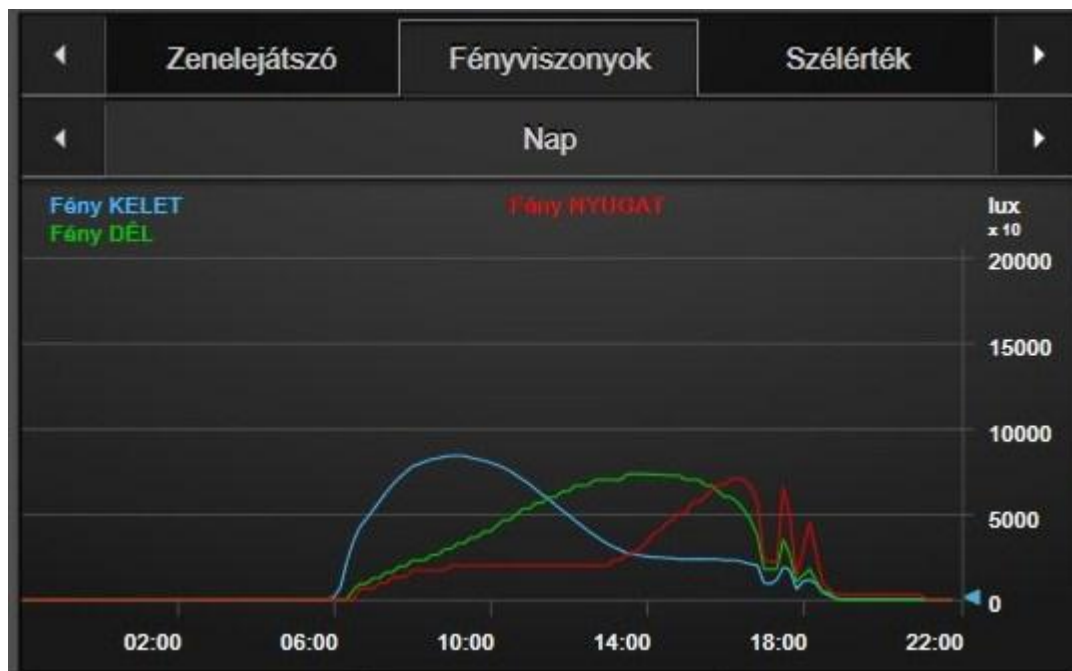 Zenelejátszó Fényviszonyok Szélérték
Nap
Fény KELET Fény NYUGAT lux
Fény DÉL x 10
20000
15000
10000
5000
0
02:00 06:00 10:00 14:00 18:00 22:00